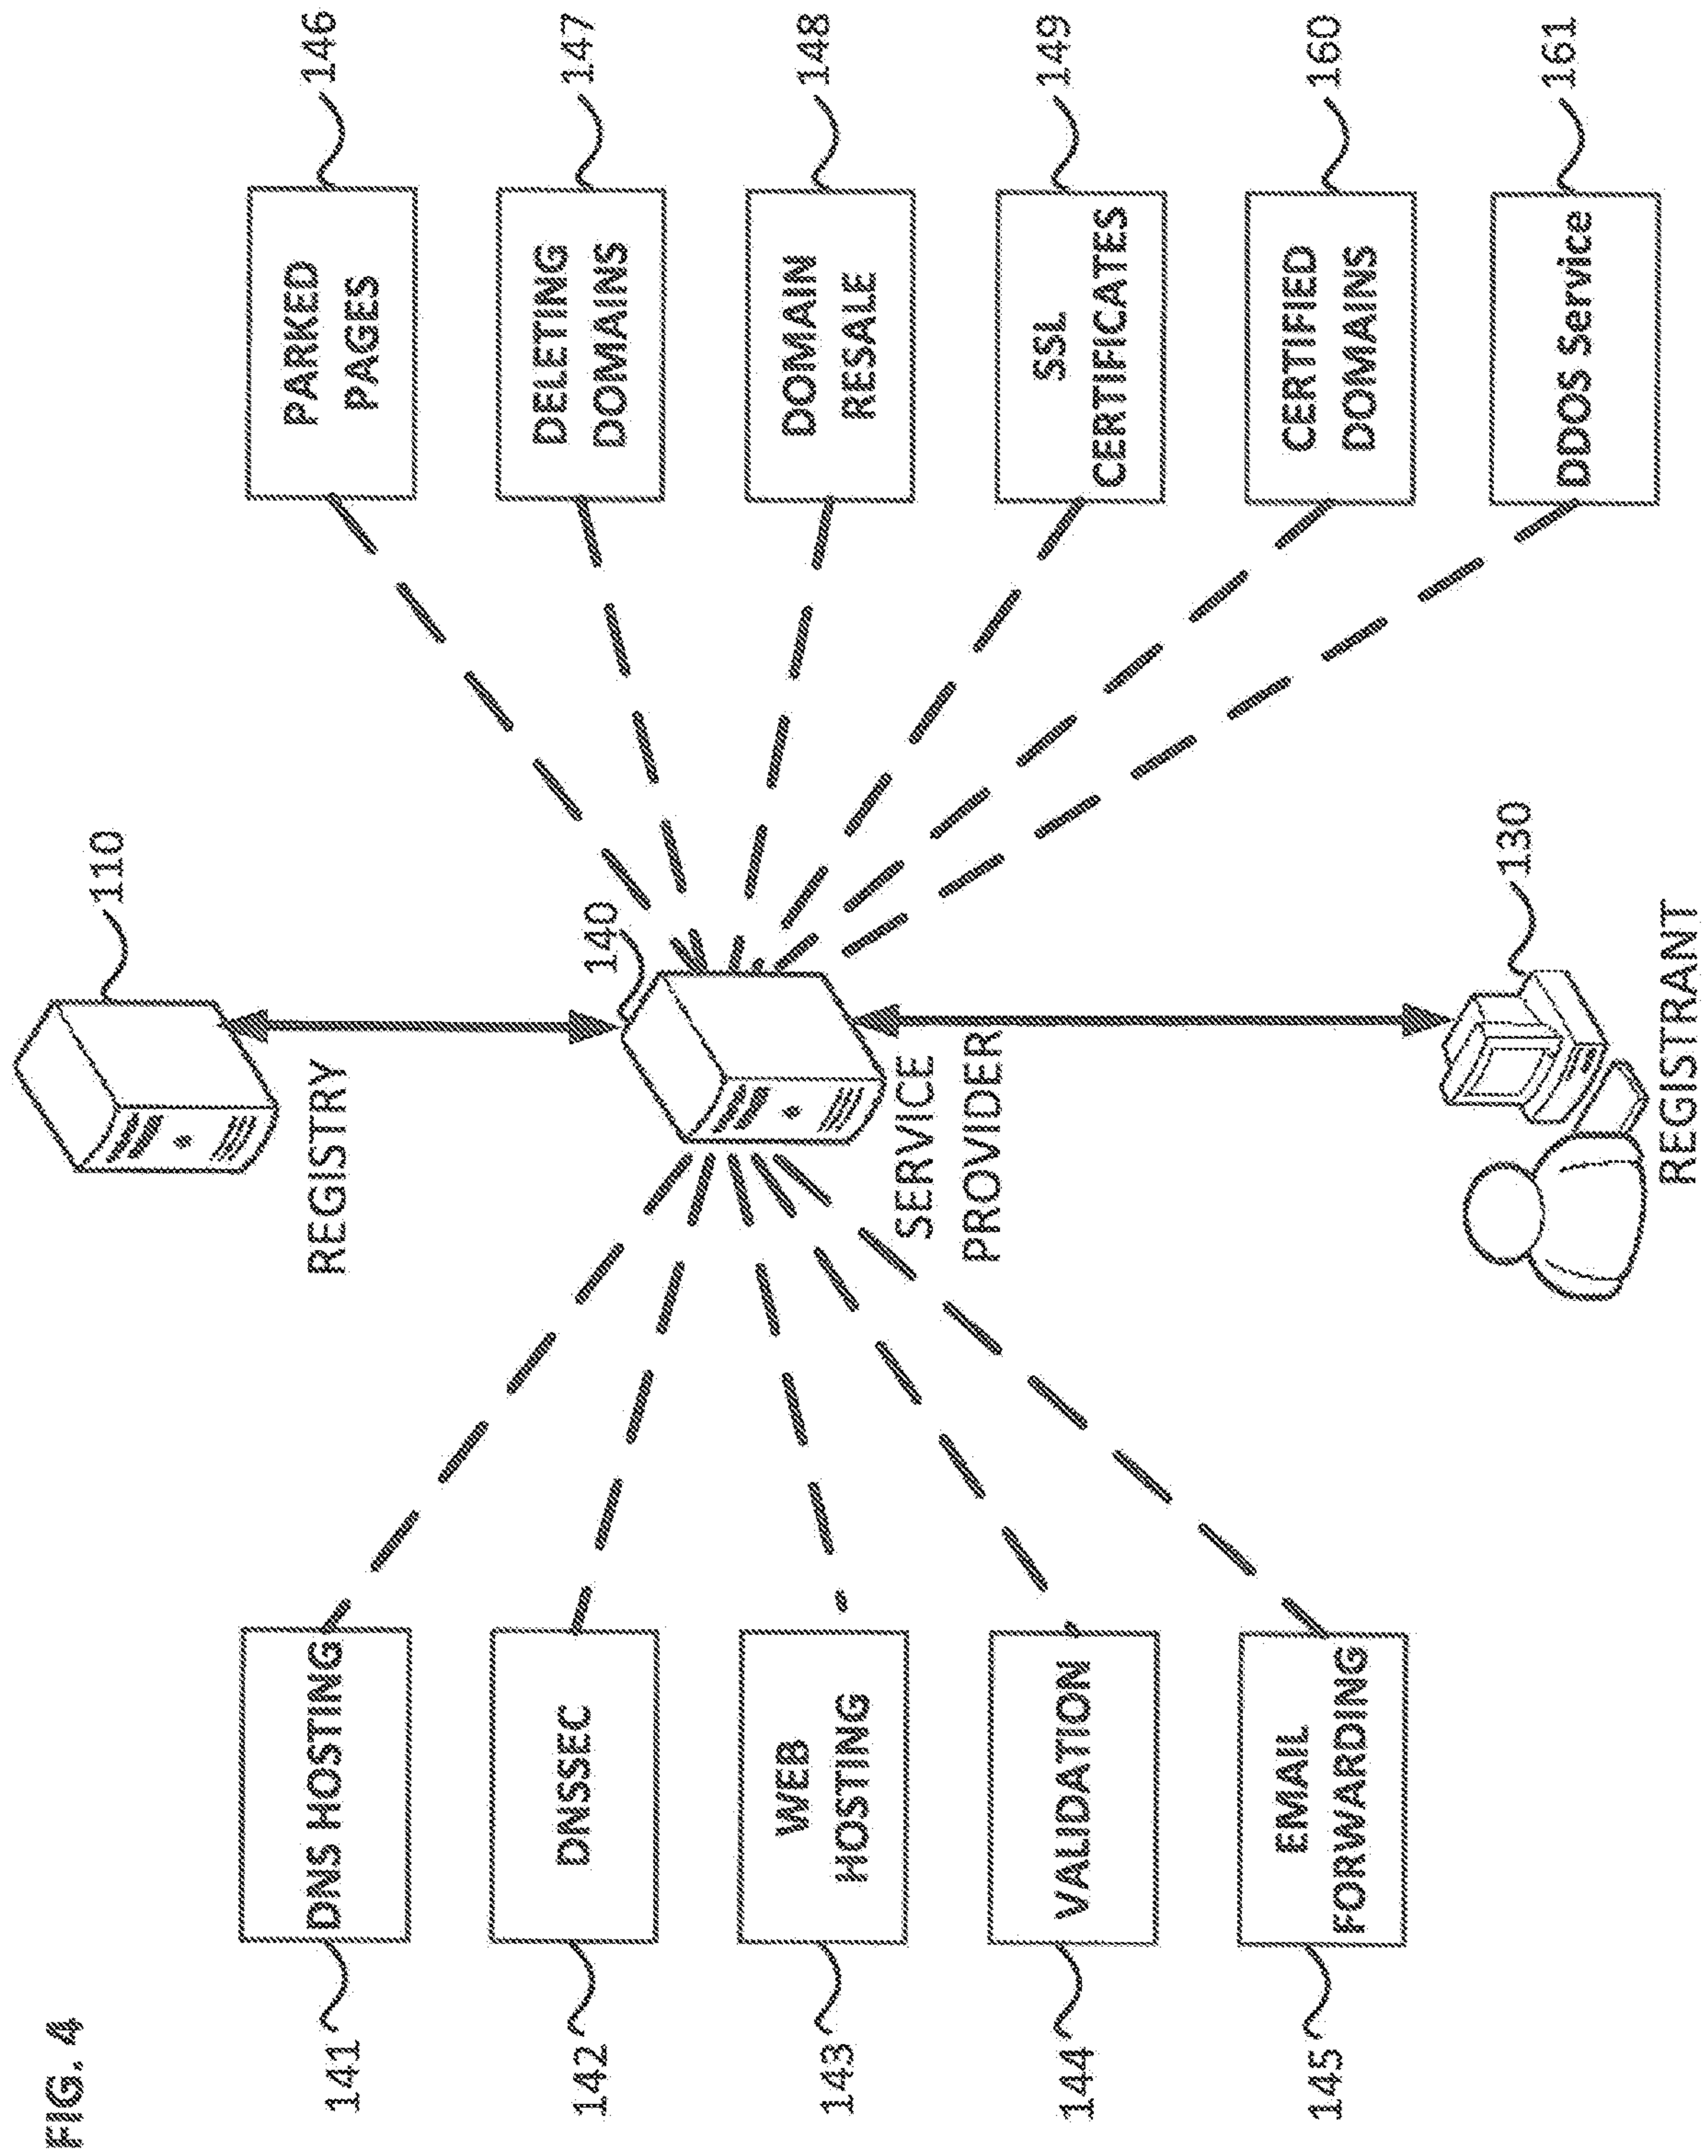 FIG. 4
110
REGISTRY
140
SERVICE
PROVIDER
130
REGISTRANT
141
DNS HOSTING
142
DNSSEC
143
WEB
HOSTING
144
VALIDATION
145
EMAIL
FORWARDING
PARKED
PAGES
146
DELETING
DOMAINS
147
DOMAIN
RESALE
148
SSL
CERTIFICATES
149
CERTIFIED
DOMAINS
160
DDOS Service
161